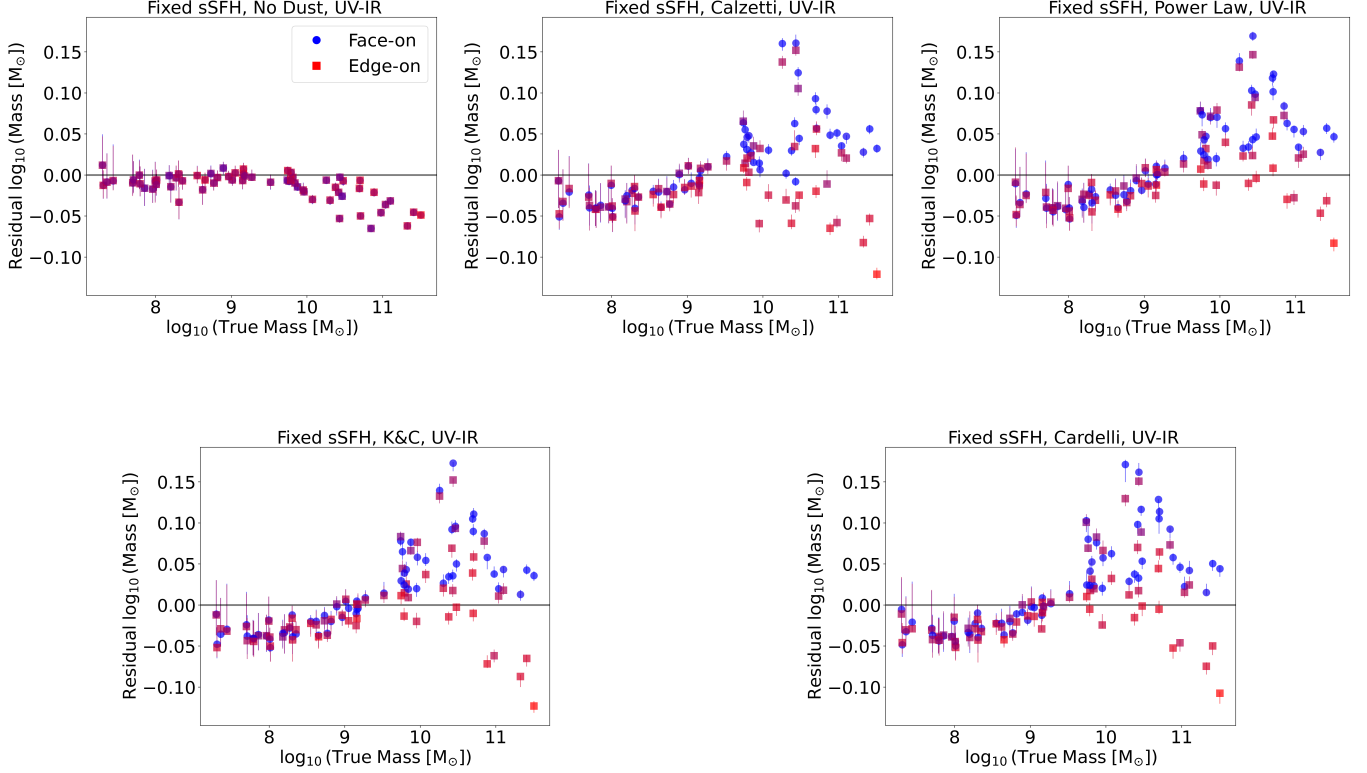 Fixed sSFH, No Dust, UV-IR
Residual log₁₀ (Mass [M⊙])
0.15
0.10
0.05
0.00
−0.05
−0.10
Face-on
Edge-on
8 9 10 11
log₁₀ (True Mass [M⊙])
Fixed sSFH, Calzetti, UV-IR
Residual log₁₀ (Mass [M⊙])
0.15
0.10
0.05
0.00
−0.05
−0.10
8 9 10 11
log₁₀ (True Mass [M⊙])
Fixed sSFH, Power Law, UV-IR
Residual log₁₀ (Mass [M⊙])
0.15
0.10
0.05
0.00
−0.05
−0.10
8 9 10 11
log₁₀ (True Mass [M⊙])
Fixed sSFH, K&C, UV-IR
Residual log₁₀ (Mass [M⊙])
0.15
0.10
0.05
0.00
−0.05
−0.10
8 9 10 11
log₁₀ (True Mass [M⊙])
Fixed sSFH, Cardelli, UV-IR
Residual log₁₀ (Mass [M⊙])
0.15
0.10
0.05
0.00
−0.05
−0.10
8 9 10 11
log₁₀ (True Mass [M⊙])